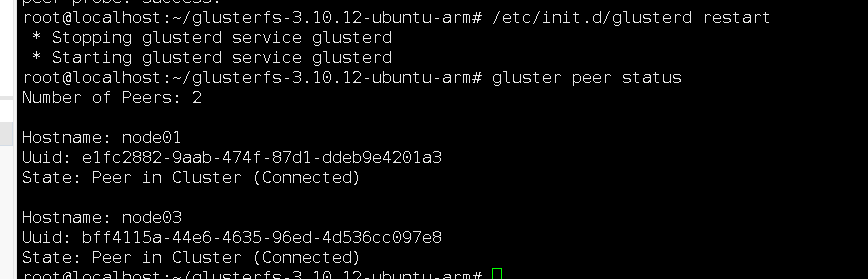 peer probe: success.
root@localhost:~/glusterfs-3.10.12-ubuntu-arm# /etc/init.d/glusterd restart
 * Stopping glusterd service glusterd
 * Starting glusterd service glusterd
root@localhost:~/glusterfs-3.10.12-ubuntu-arm# gluster peer status
Number of Peers: 2

Hostname: node01
Uuid: e1fc2882-9aab-474f-87d1-ddeb9e4201a3
State: Peer in Cluster (Connected)

Hostname: node03
Uuid: bff4115a-44e6-4635-96ed-4d536cc097e8
State: Peer in Cluster (Connected)
root@localhost:~/glusterfs-3.10.12-ubuntu-arm#